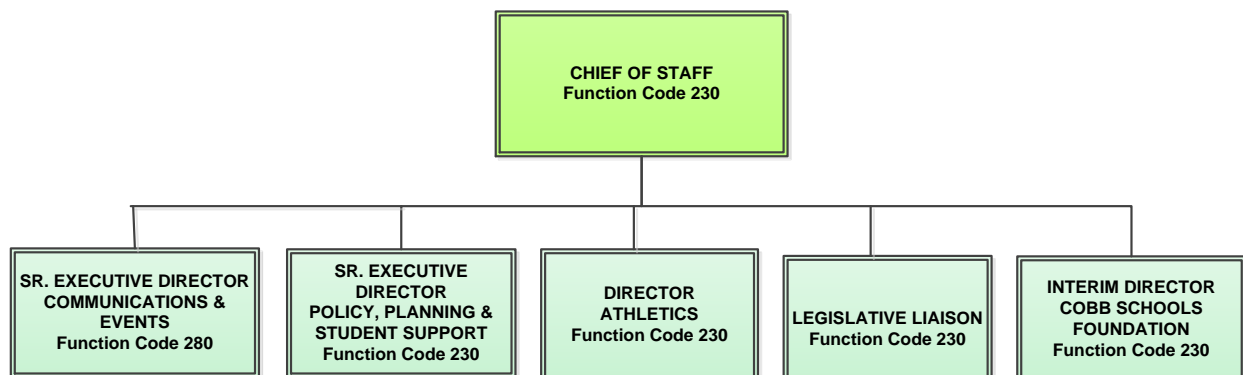 CHIEF OF STAFF
Function Code 230
SR. EXECUTIVE DIRECTOR
COMMUNICATIONS &
EVENTS
Function Code 280
SR. EXECUTIVE
DIRECTOR
POLICY, PLANNING &
STUDENT SUPPORT
Function Code 230
DIRECTOR
ATHLETICS
Function Code 230
LEGISLATIVE LIAISON
Function Code 230
INTERIM DIRECTOR
COBB SCHOOLS
FOUNDATION
Function Code 230